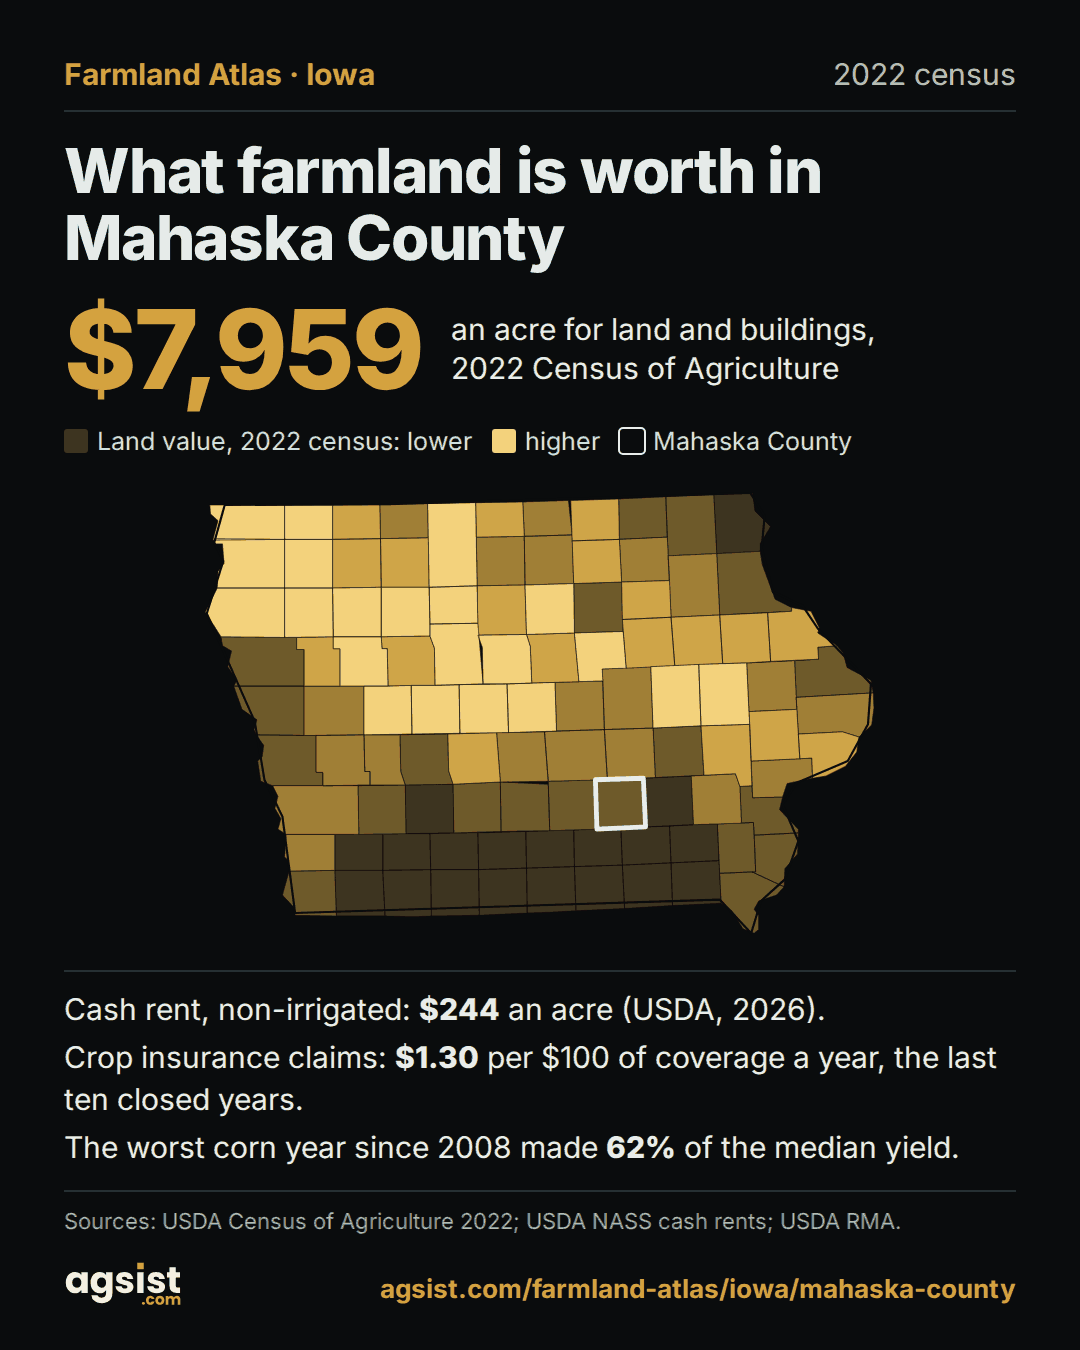 Farmland Atlas · Iowa
2022 census
What farmland is worth in
Mahaska County
$7,959
an acre for land and buildings,
2022 Census of Agriculture
Land value, 2022 census: lower
higher
Mahaska County
Cash rent, non-irrigated: $244 an acre (USDA, 2026).
Crop insurance claims: $1.30 per $100 of coverage a year, the last
ten closed years.
The worst corn year since 2008 made 62% of the median yield.
Sources: USDA Census of Agriculture 2022; USDA NASS cash rents; USDA RMA.
agsist
.com
agsist.com/farmland-atlas/iowa/mahaska-county